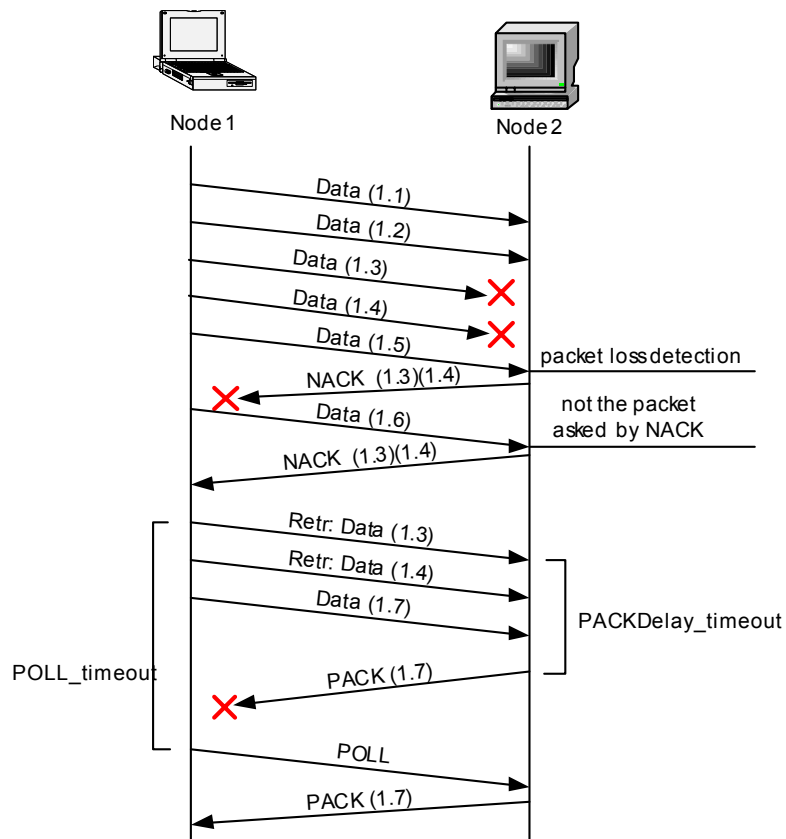 Node 1
Node 2
Data (1.1)
Data (1.2)
Data (1.3)
Data (1.4)
Data (1.5)
packet loss detection
NACK (1.3)(1.4)
not the packet
asked by NACK
Data (1.6)
NACK (1.3)(1.4)
Retr: Data (1.3)
Retr: Data (1.4)
Data (1.7)
PACKDelay_timeout
POLL_timeout
PACK (1.7)
POLL
PACK (1.7)